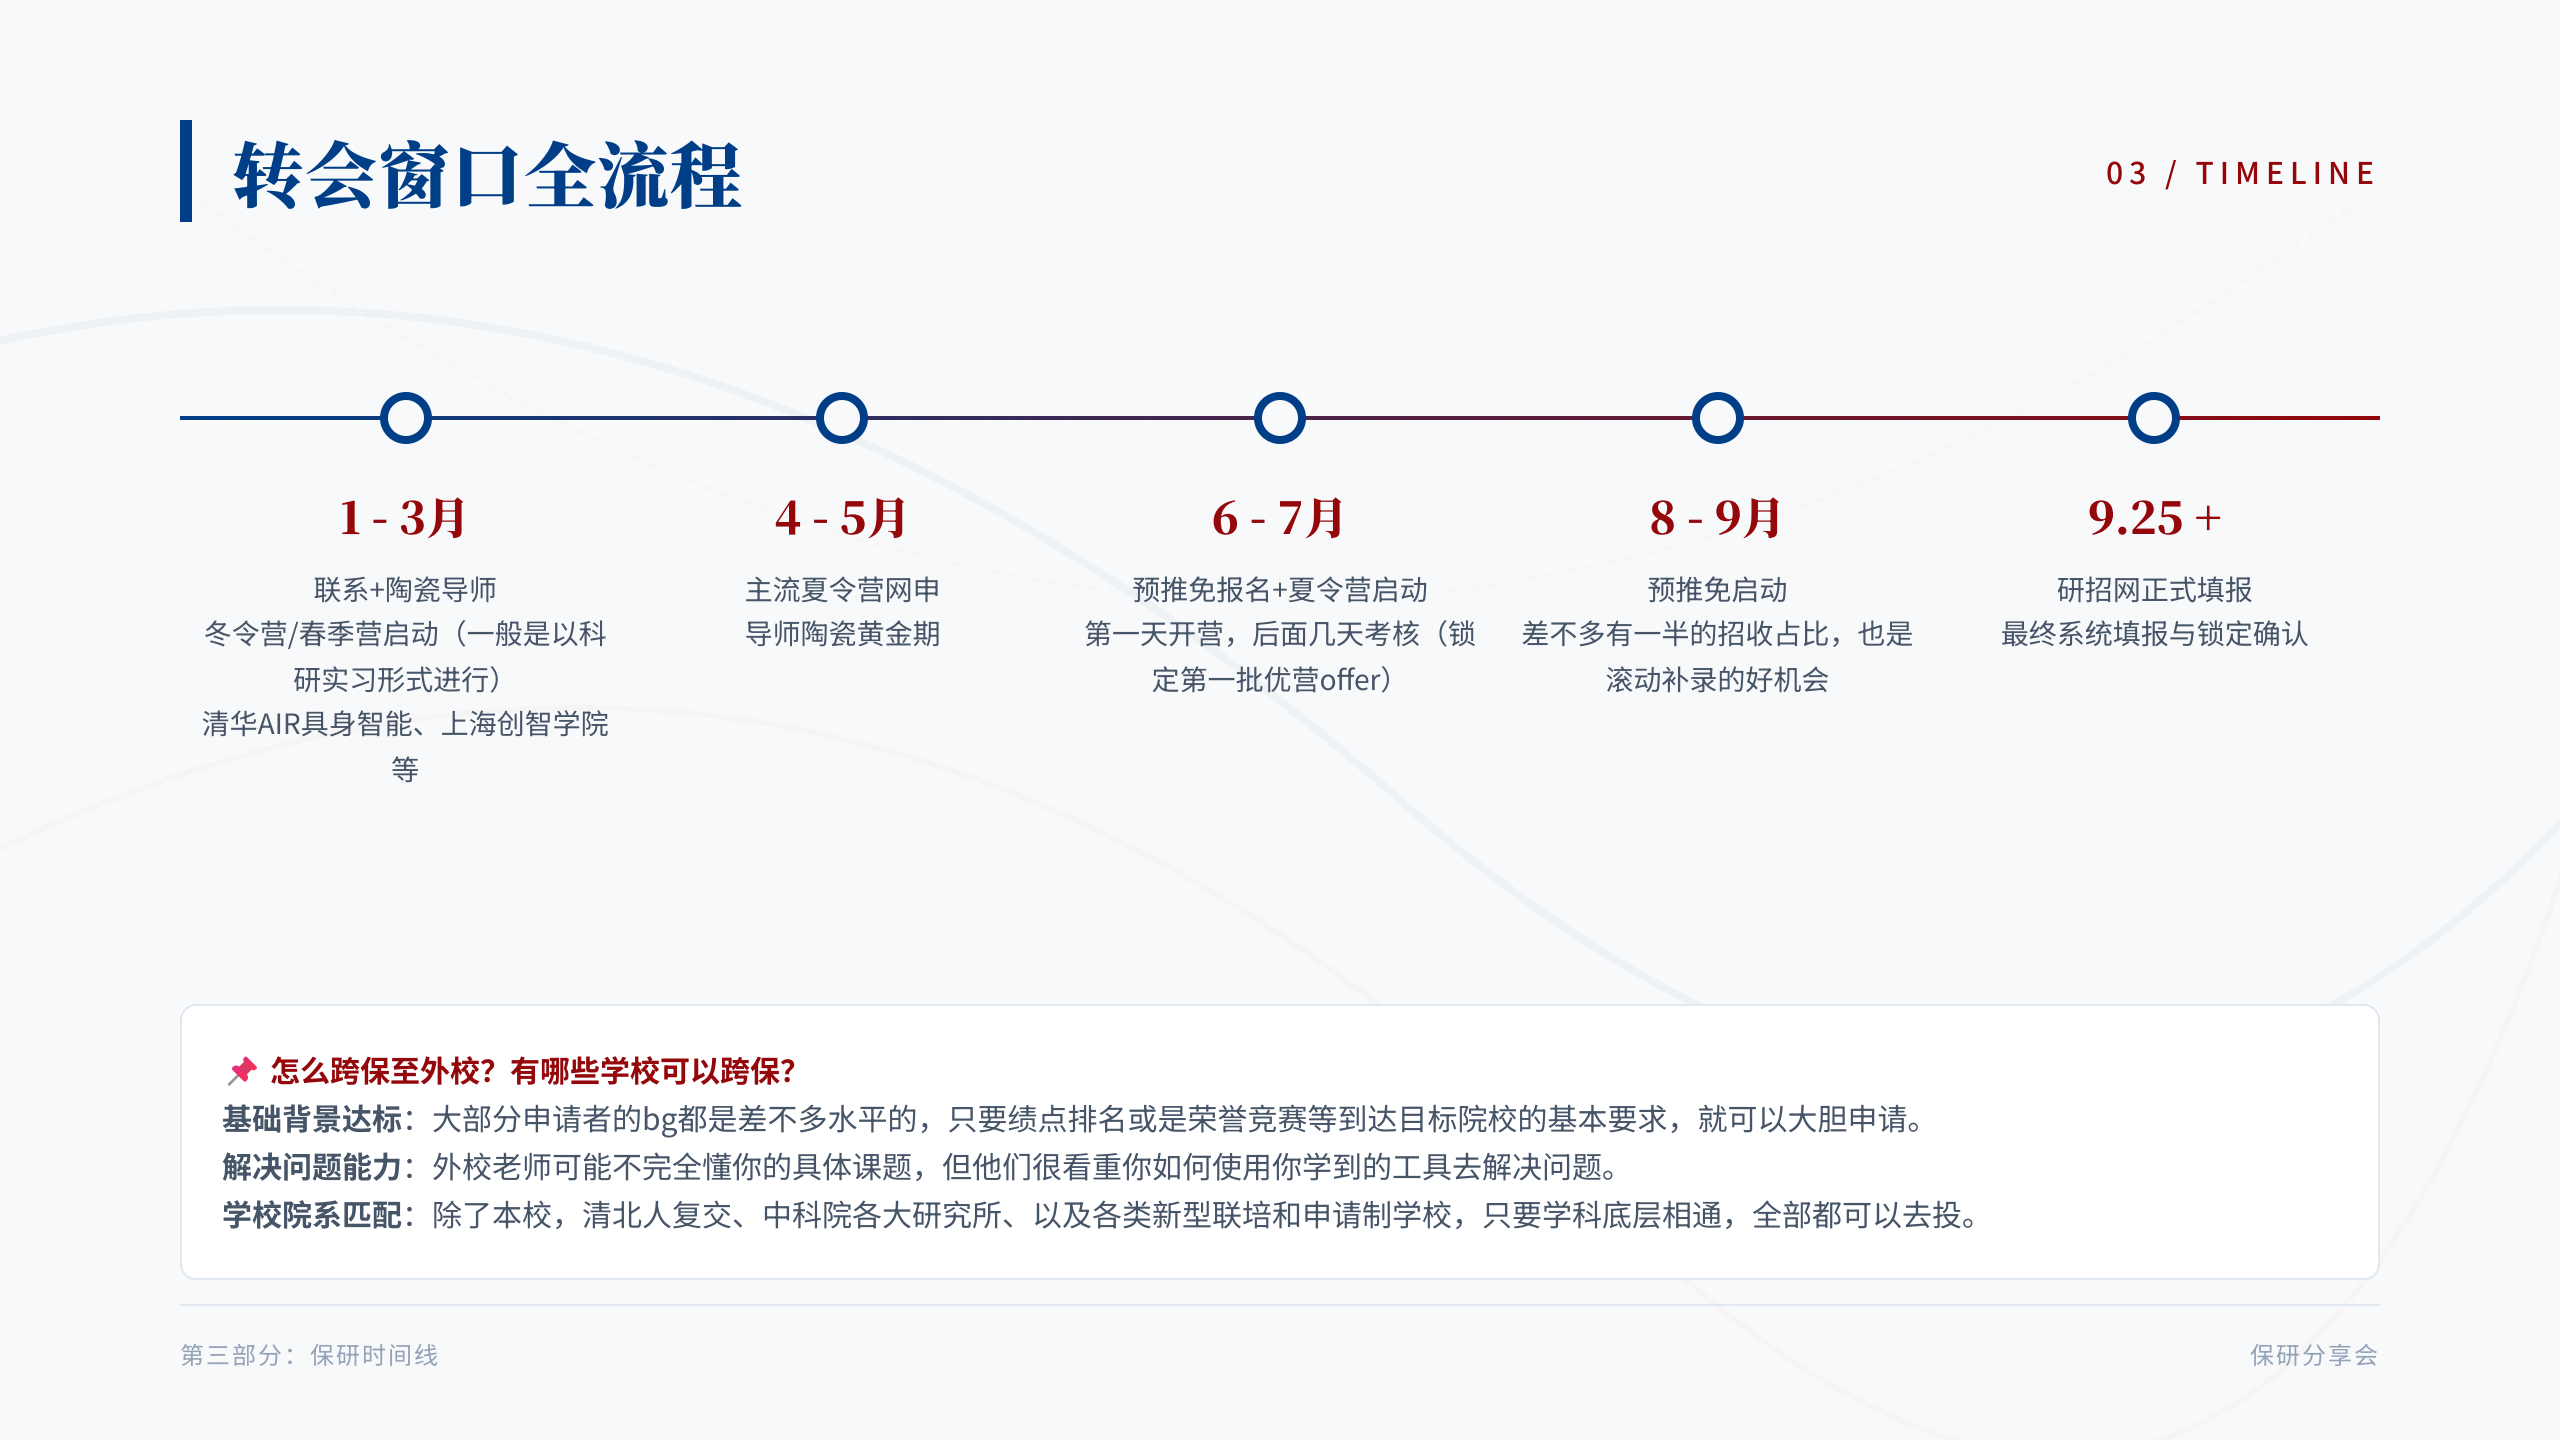 转会窗口全流程
03 / TIMELINE
1 - 3月
联系+陶瓷导师
冬令营/春季营启动（一般是以科
研实习形式进行）
清华AIR具身智能、上海创智学院
等
4 - 5月
主流夏令营网申
导师陶瓷黄金期
6 - 7月
预推免报名+夏令营启动
第一天开营，后面几天考核（锁
定第一批优营offer）
8 - 9月
预推免启动
差不多有一半的招收占比，也是
滚动补录的好机会
9.25 +
研招网正式填报
最终系统填报与锁定确认
📌 怎么跨保至外校？有哪些学校可以跨保？
基础背景达标：大部分申请者的bg都是差不多水平的，只要绩点排名或是荣誉竞赛等到达目标院校的基本要求，就可以大胆申请。
解决问题能力：外校老师可能不完全懂你的具体课题，但他们很看重你如何使用你学到的工具去解决问题。
学校院系匹配：除了本校，清北人复交、中科院各大研究所、以及各类新型联培和申请制学校，只要学科底层相通，全部都可以去投。
第三部分：保研时间线
保研分享会